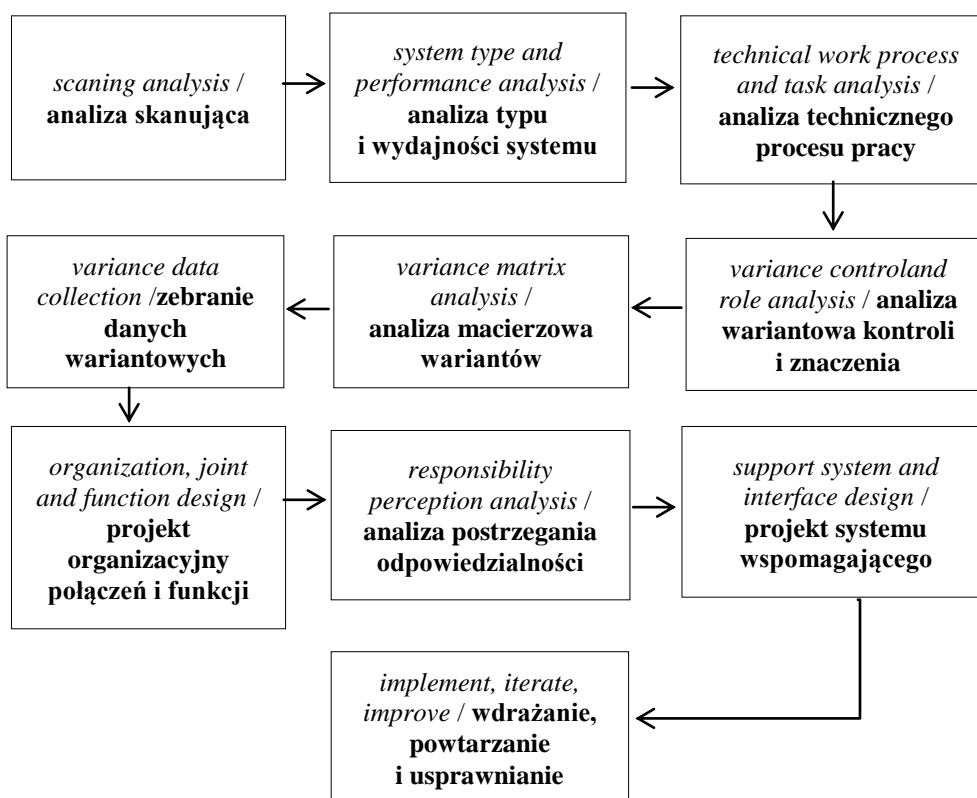 scaning analysis /
analiza skanująca
system type and
performance analysis /
analiza typu
i wydajności systemu
technical work process
and task analysis /
analiza technicznego
procesu pracy
variance data
collection /zebranie
danych
wariantowych
variance matrix
analysis /
analiza macierzowa
wariantów
variance controland
role analysis / analiza
wariantowa kontroli
i znaczenia
organization, joint
and function design /
projekt
organizacyjny
połączeń i funkcji
responsibility
perception analysis /
analiza postrzegania
odpowiedzialności
support system and
interface design /
projekt systemu
wspomagającego
implement, iterate,
improve / wdrażanie,
powtarzanie
i usprawnianie